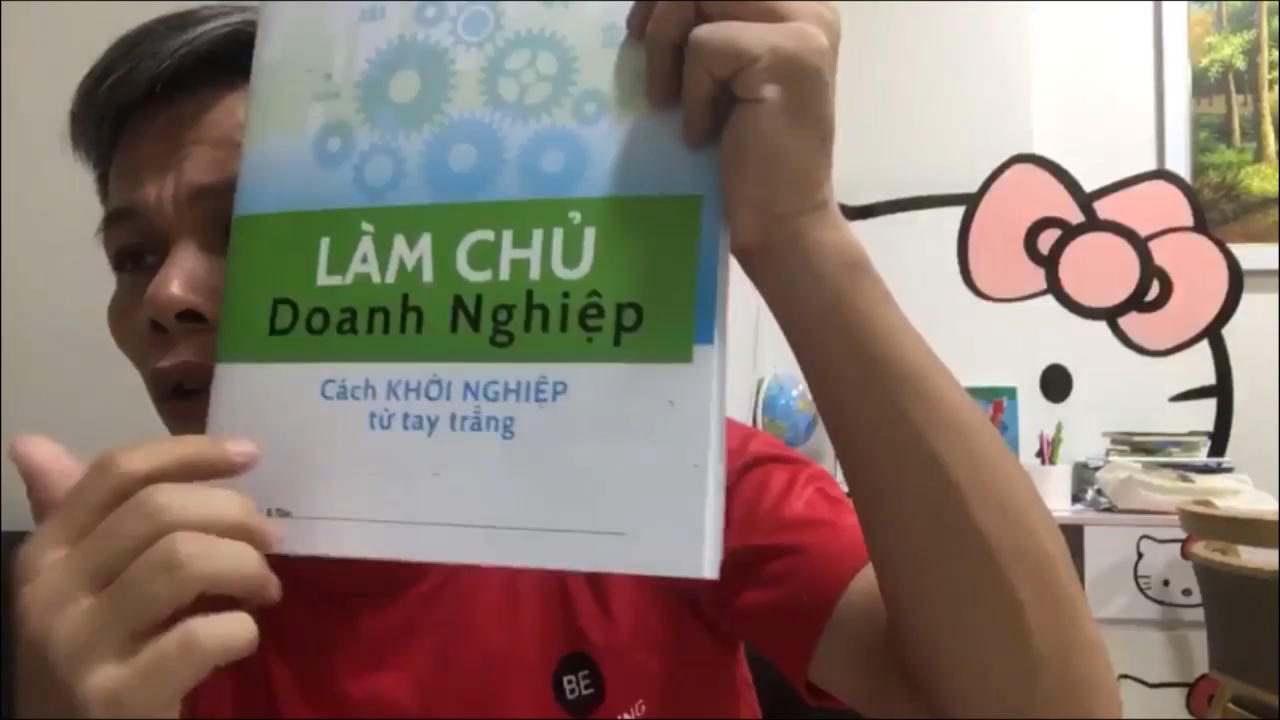 LÀM CHỦ
Doanh Nghiệp
Cách KHỞI NGHIỆP
từ tay trắng
BE